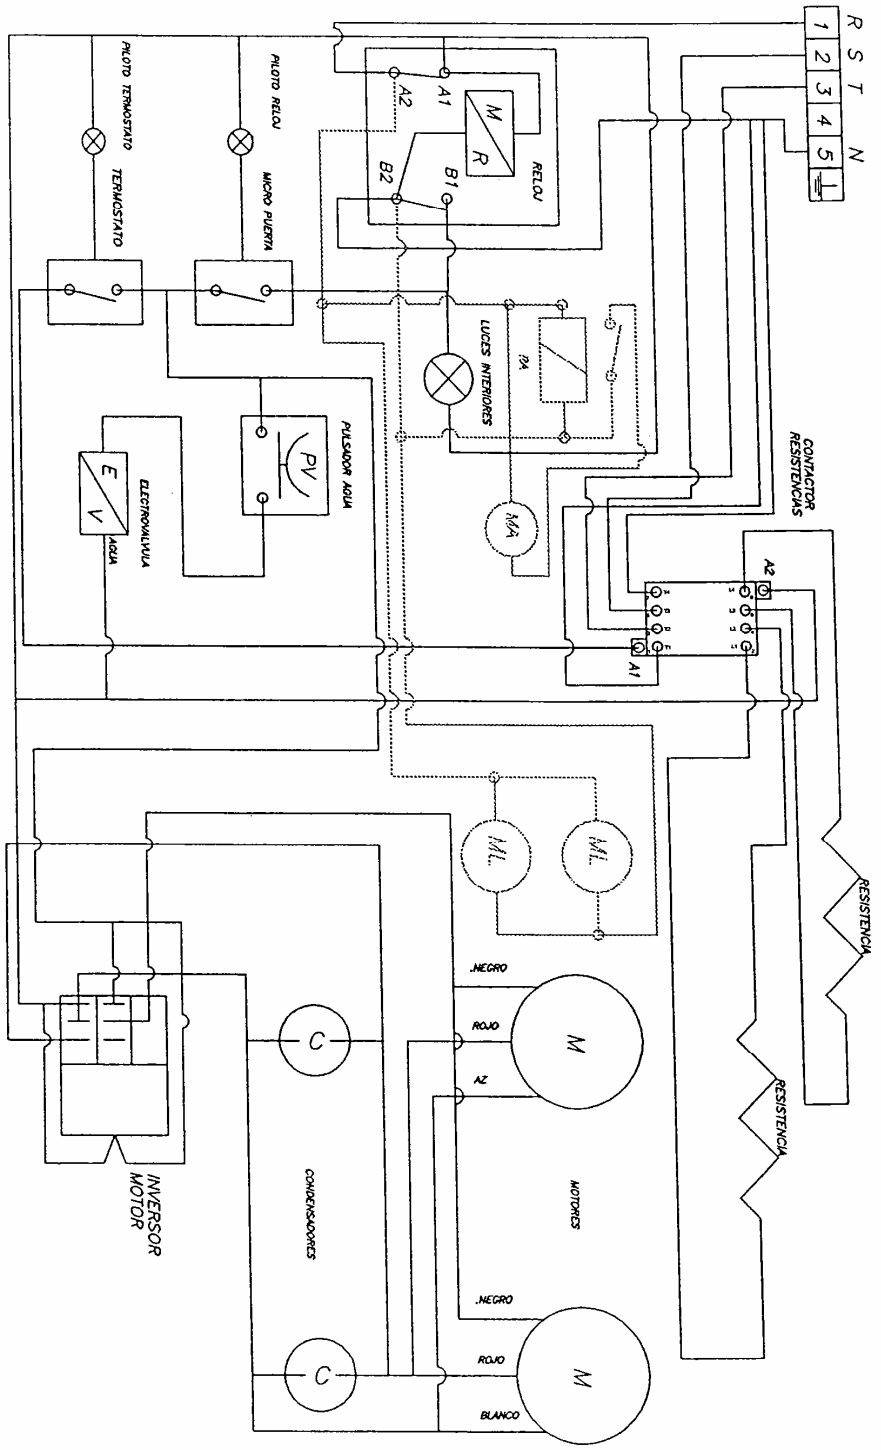 R S T N
1 2 3 4 5
PILOTO TERMOSTATO
TERMOSTATO
PILOTO RELOJ
MICRO PUERTA
A1
A2
M
R
RELOJ
B1
B2
LUCES INTERIORES
PA
PULSADOR AGUA
PV
ELECTROVALVULA
AGUA
E
V
MA
CONTACTOR
RESISTENCIAS
A2
A1
ML
ML
RESISTENCIA
RESISTENCIA
.NEGRO
ROJO
AZ
M
C
INVERSOR
MOTOR
CONDENSADORES
MOTORES
.NEGRO
ROJO
BLANCO
M
C